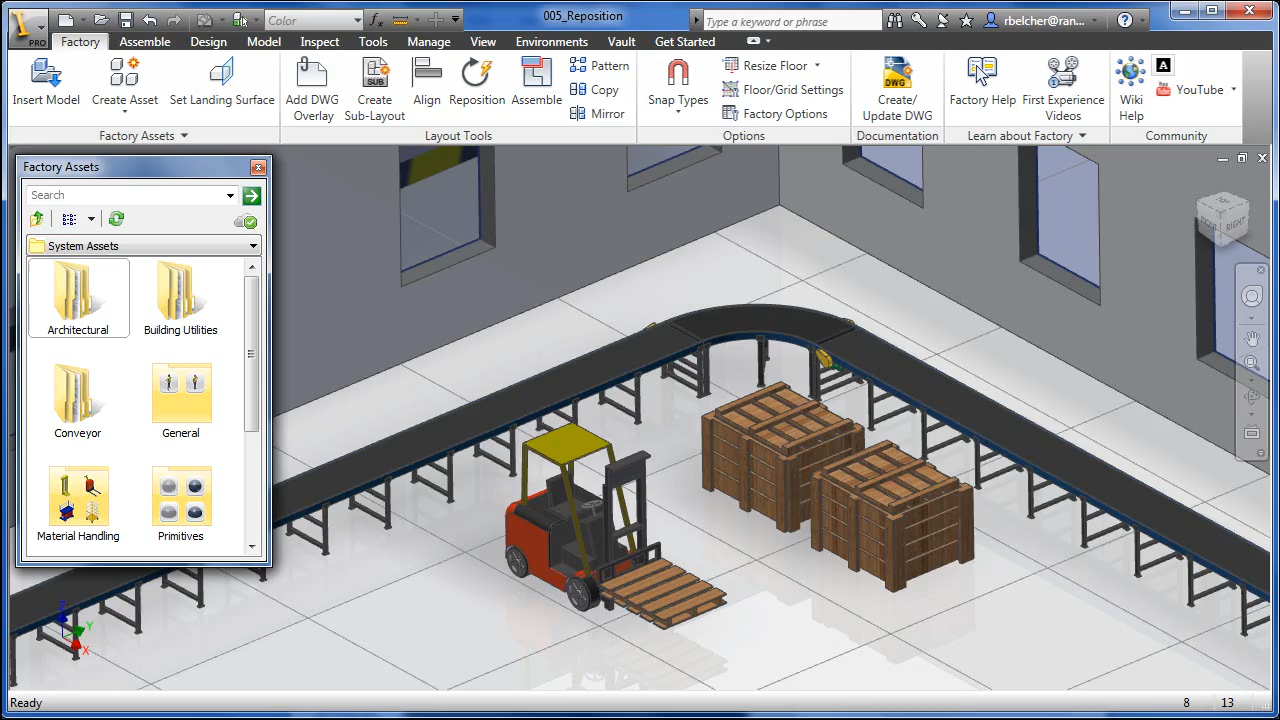 005_Reposition
Color
Type a keyword or phrase
rbelcher@ran...
PRO
Factory Assemble Design Model Inspect Tools Manage View Environments Vault Get Started
Insert Model
Create Asset
Set Landing Surface
Factory Assets
Add DWG
Overlay
Create
Sub-Layout
Align
Reposition
Assemble
Pattern
Copy
Mirror
Layout Tools
Snap Types
Resize Floor
Floor/Grid Settings
Factory Options
Options
DWG
Create/
Update DWG
Documentation
Factory Help
First Experience
Videos
Learn about Factory
Wiki
Help
YouTube
Community
Factory Assets
Search
System Assets
Architectural
Building Utilities
Conveyor
General
Material Handling
Primitives
RIGHT
Z
Y
X
Ready
8 13